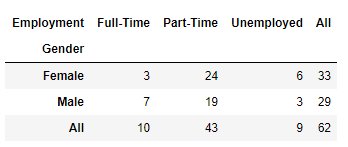 Employment Full-Time Part-Time Unemployed All
Gender
Female 3 24 6 33
Male 7 19 3 29
All 10 43 9 62